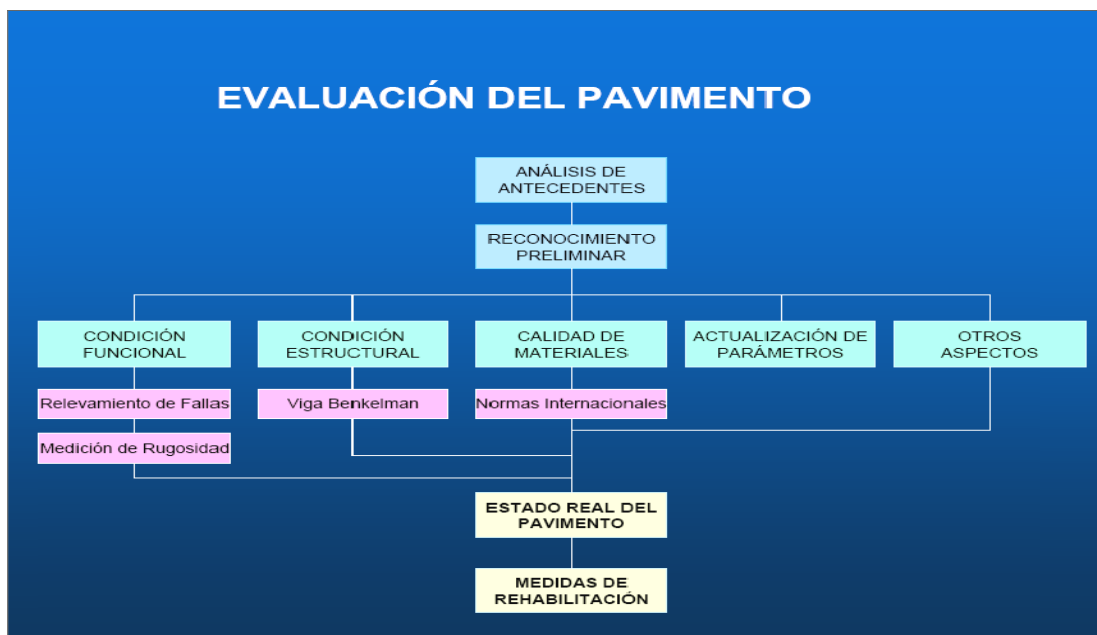 EVALUACIÓN DEL PAVIMENTO
ANÁLISIS DE
ANTECEDENTES
RECONOCIMIENTO
PRELIMINAR
CONDICIÓN
FUNCIONAL
CONDICIÓN
ESTRUCTURAL
CALIDAD DE
MATERIALES
ACTUALIZACIÓN DE
PARÁMETROS
OTROS
ASPECTOS
Relevamiento de Fallas
Viga Benkelman
Normas Internacionales
Medición de Rugosidad
ESTADO REAL DEL
PAVIMENTO
MEDIDAS DE
REHABILITACIÓN